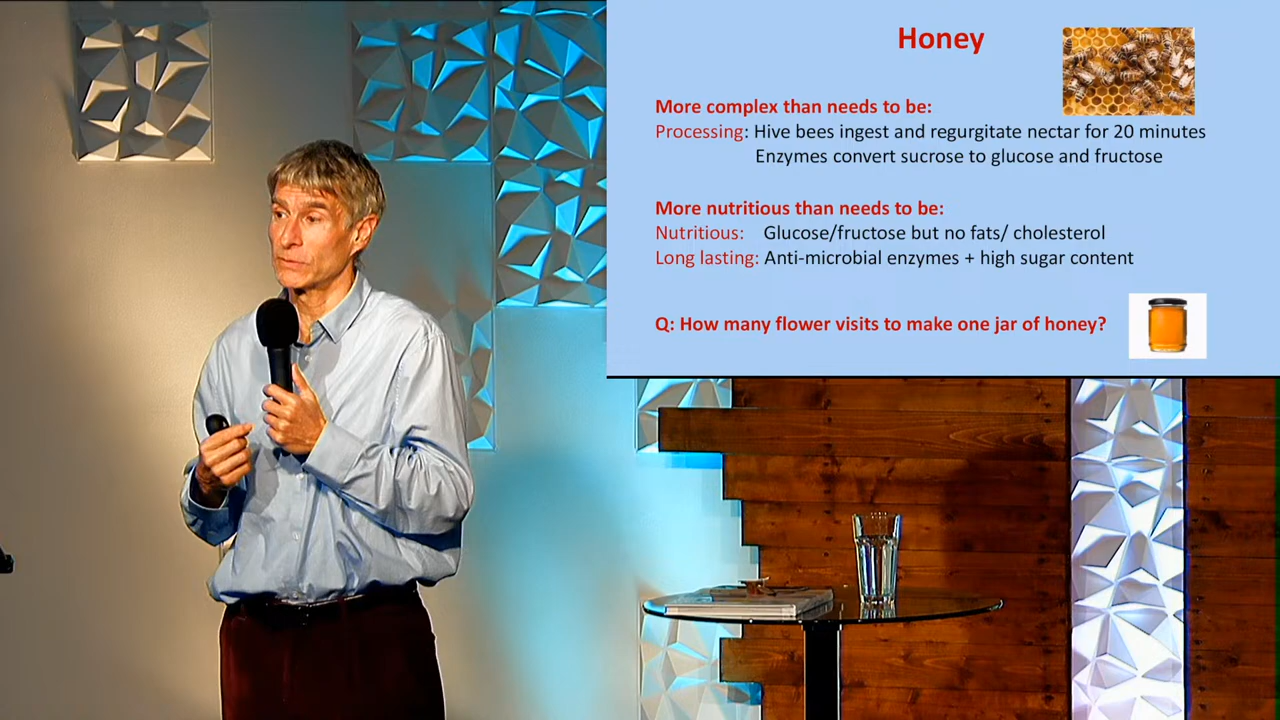 Honey
More complex than needs to be:
Processing: Hive bees ingest and regurgitate nectar for 20 minutes
Enzymes convert sucrose to glucose and fructose
More nutritious than needs to be:
Nutritious: Glucose/fructose but no fats/ cholesterol
Long lasting: Anti-microbial enzymes + high sugar content
Q: How many flower visits to make one jar of honey?